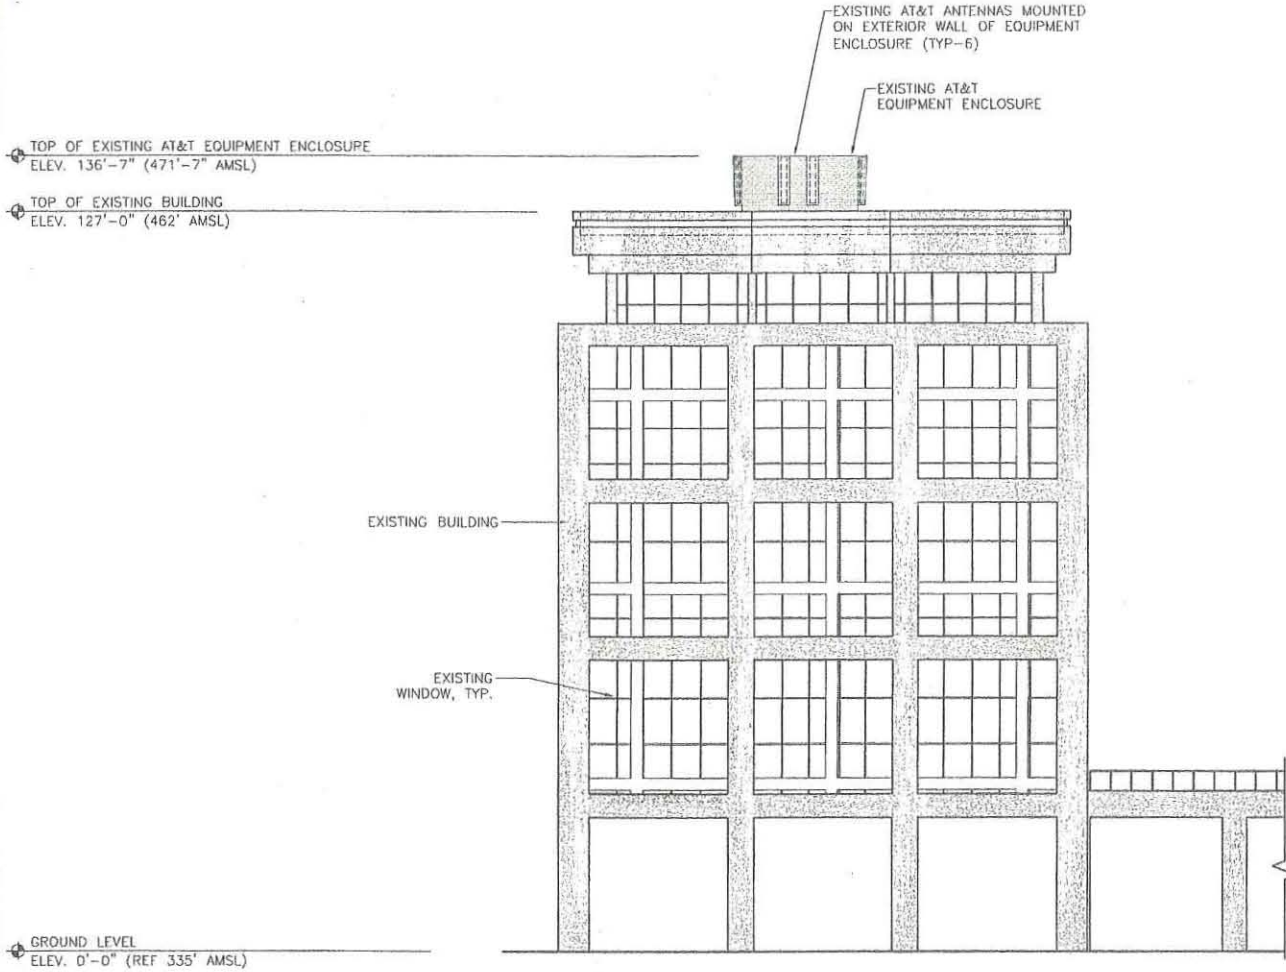 EXISTING AT&T ANTENNAS MOUNTED
ON EXTERIOR WALL OF EQUIPMENT
ENCLOSURE (TYP-6)
EXISTING AT&T
EQUIPMENT ENCLOSURE
TOP OF EXISTING AT&T EQUIPMENT ENCLOSURE
ELEV. 136'-7" (471'-7" AMSL)
TOP OF EXISTING BUILDING
ELEV. 127'-0" (462' AMSL)
EXISTING BUILDING
EXISTING
WINDOW, TYP.
GROUND LEVEL
ELEV. 0'-0" (REF 335' AMSL)